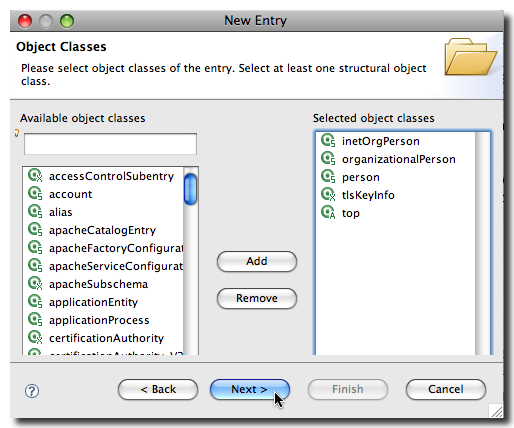 New Entry
Object Classes
Please select object classes of the entry. Select at least one structural object
class.
Available object classes
accessControlSubentry
account
alias
apacheCatalogEntry
apacheFactoryConfigurat
apacheServiceConfigurat
apacheSubschema
applicationEntity
applicationProcess
certificationAuthority
Selected object classes
inetOrgPerson
organizationalPerson
person
tlsKeyInfo
top
Add
Remove
?
< Back
Next >
Finish
Cancel